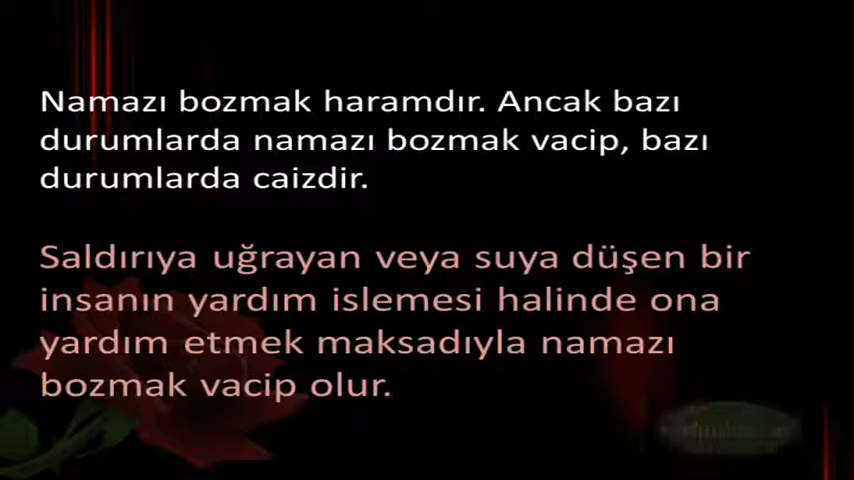 Namazı bozmak haramdır. Ancak bazı
durumlarda namazı bozmak vacip, bazı
durumlarda caizdir.
Saldırıya uğrayan veya suya düşen bir
insanın yardım islemesi halinde ona
yardım etmek maksadıyla namazı
bozmak vacip olur.